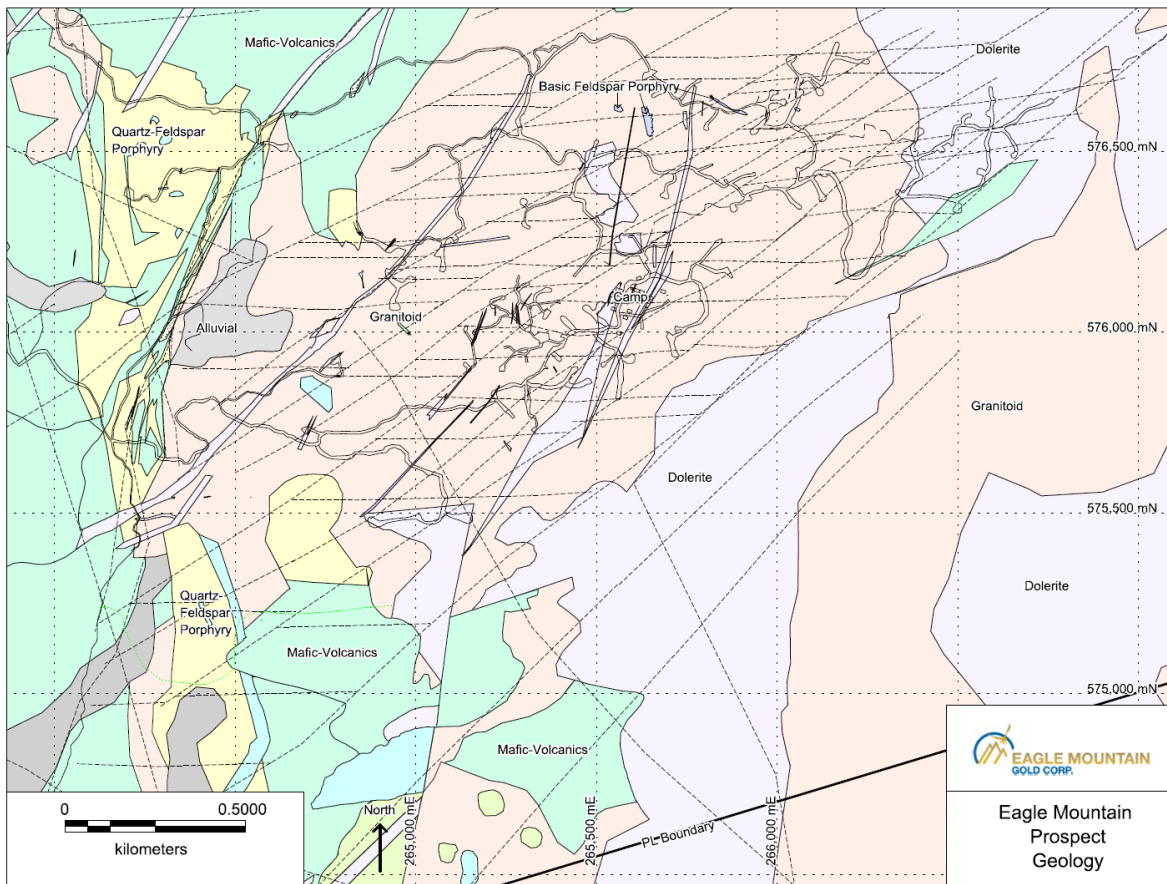 Mafic-Volcanics
Dolerite
Basic Feldspar Porphyry
Quartz-Feldspar
Porphyry
576,500 mN
Camp
Granitoid
Alluvial
576,000 mN
Granitoid
Dolerite
575,500 mN
Dolerite
Quartz-
Feldspar
Porphyry
Mafic-Volcanics
575,000 mN
Mafic-Volcanics
EAGLE MOUNTAIN
GOLD CORP.
0 0.5000
kilometers
North
265,000 mE
265,500 mE
266,000 mE
PL Boundary
Eagle Mountain
Prospect
Geology